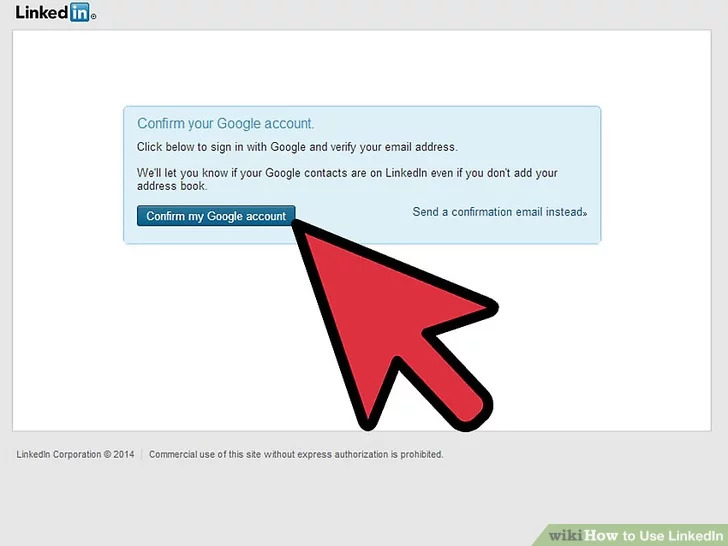 Linked in
Confirm your Google account.
Click below to sign in with Google and verify your email address.
We'll let you know if your Google contacts are on LinkedIn even if you don't add your
address book.
Confirm my Google account
Send a confirmation email instead»
LinkedIn Corporation © 2014 | Commercial use of this site without express authorization is prohibited.
wikiHow to Use LinkedIn